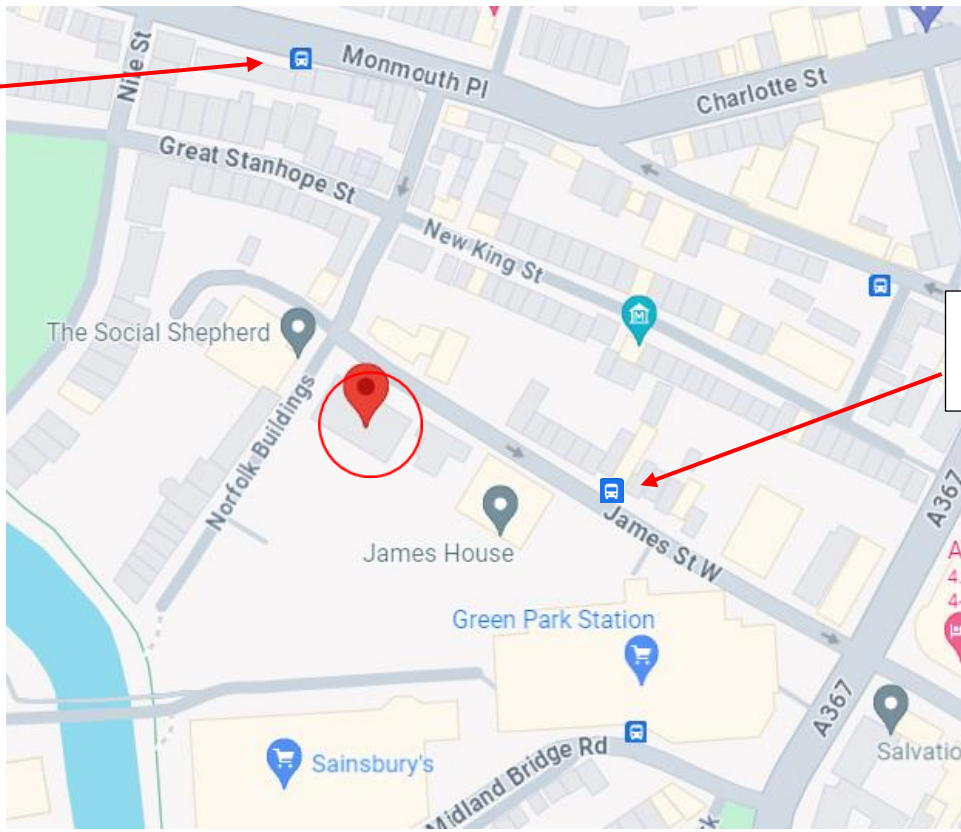 Nile St
Monmouth Pl
Charlotte St
Great Stanhope St
New King St
The Social Shepherd
Norfolk Buildings
A367
James St W
James House
A
4.
Green Park Station
A367
Salvatio
Sainsbury's
Midland Bridge Rd